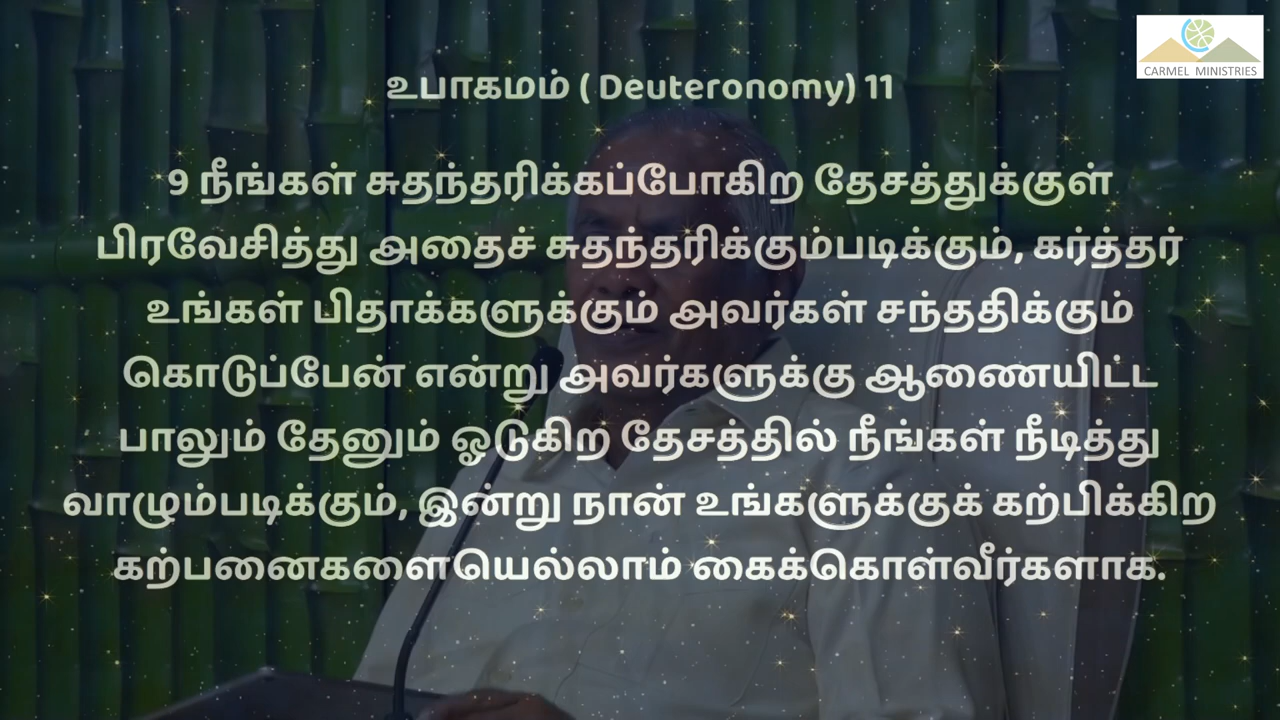 CARMEL MINISTRIES
உபாகமம் ( Deuteronomy) 11
9 நீங்கள் சுதந்தரிக்கப்போகிற தேசத்துக்குள்
பிரவேசித்து அதைச் சுதந்தரிக்கும்படிக்கும், கர்த்தர்
உங்கள் பிதாக்களுக்கும் அவர்கள் சந்ததிக்கும்
கொடுப்பேன் என்று அவர்களுக்கு ஆணையிட்ட
பாலும் தேனும் ஓடுகிற தேசத்தில் நீங்கள் நீடித்து
வாழும்படிக்கும், இன்று நான் உங்களுக்குக் கற்பிக்கிற
கற்பனைகளையெல்லாம் கைக்கொள்வீர்களாக.